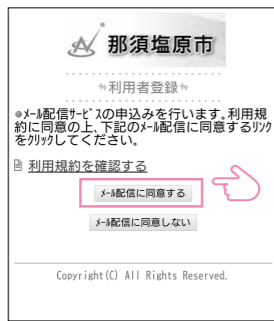 那須塩原市
利用者登録
●ﾒｰﾙ配信ｻｰﾋﾞｽの申込みを行います。利用規
約に同意の上、下記のﾒｰﾙ配信に同意するﾘﾝｸ
をｸﾘｯｸしてください。
利用規約を確認する
ﾒｰﾙ配信に同意する
ﾒｰﾙ配信に同意しない
Copyright(C) All Rights Reserved.